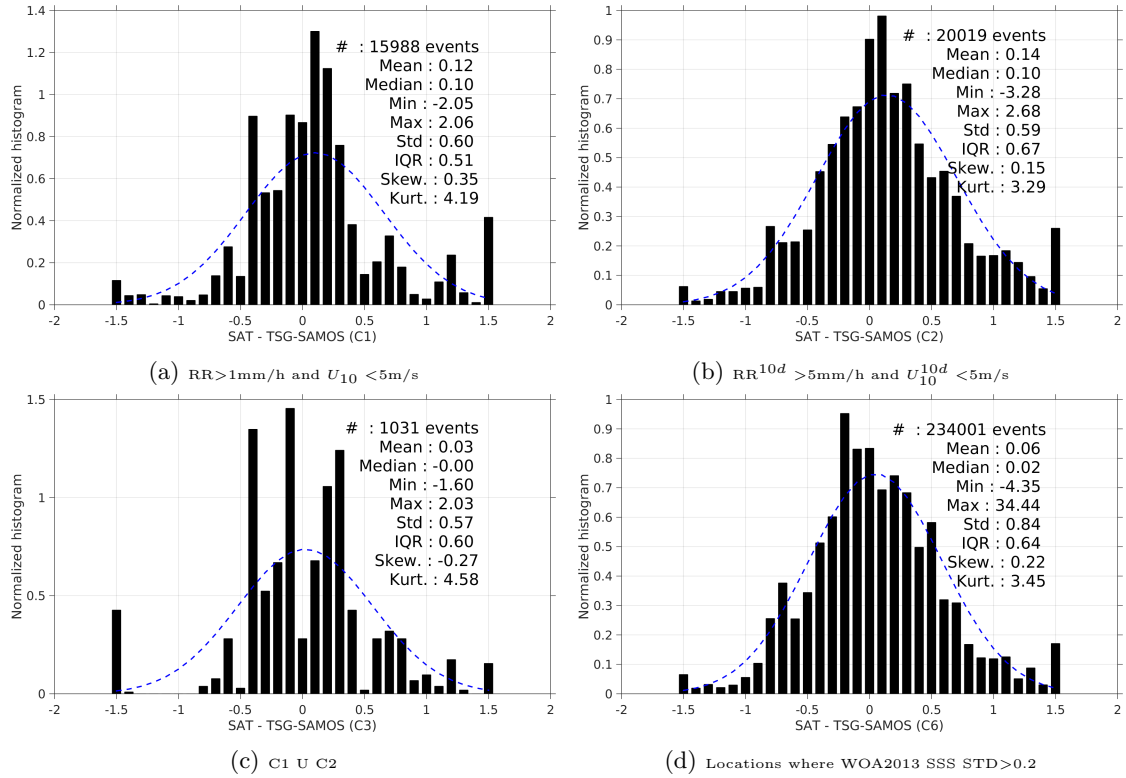 1.4
1.2
1
0.8
0.6
0.4
0.2
0
-2
-1.5
-1
-0.5
0
0.5
1
1.5
2
Normalized histogram
SAT - TSG-SAMOS (C1)
# : 15988 events
Mean : 0.12
Median : 0.10
Min : -2.05
Max : 2.06
Std : 0.60
IQR : 0.51
Skew. : 0.35
Kurt. : 4.19
(a) RR>1mm/h and U10 <5m/s
1
0.9
0.8
0.7
0.6
0.5
0.4
0.3
0.2
0.1
0
-2
-1.5
-1
-0.5
0
0.5
1
1.5
2
Normalized histogram
SAT - TSG-SAMOS (C2)
# : 20019 events
Mean : 0.14
Median : 0.10
Min : -3.28
Max : 2.68
Std : 0.59
IQR : 0.67
Skew. : 0.15
Kurt. : 3.29
(b) RR10d >5mm/h and U10d10 <5m/s
1.5
1
0.5
0
-2
-1.5
-1
-0.5
0
0.5
1
1.5
2
Normalized histogram
SAT - TSG-SAMOS (C3)
# : 1031 events
Mean : 0.03
Median : -0.00
Min : -1.60
Max : 2.03
Std : 0.57
IQR : 0.60
Skew. : -0.27
Kurt. : 4.58
(c) C1 U C2
1
0.9
0.8
0.7
0.6
0.5
0.4
0.3
0.2
0.1
0
-2
-1.5
-1
-0.5
0
0.5
1
1.5
2
Normalized histogram
SAT - TSG-SAMOS (C6)
# : 234001 events
Mean : 0.06
Median : 0.02
Min : -4.35
Max : 34.44
Std : 0.84
IQR : 0.64
Skew. : 0.22
Kurt. : 3.45
(d) Locations where WOA2013 SSS STD>0.2